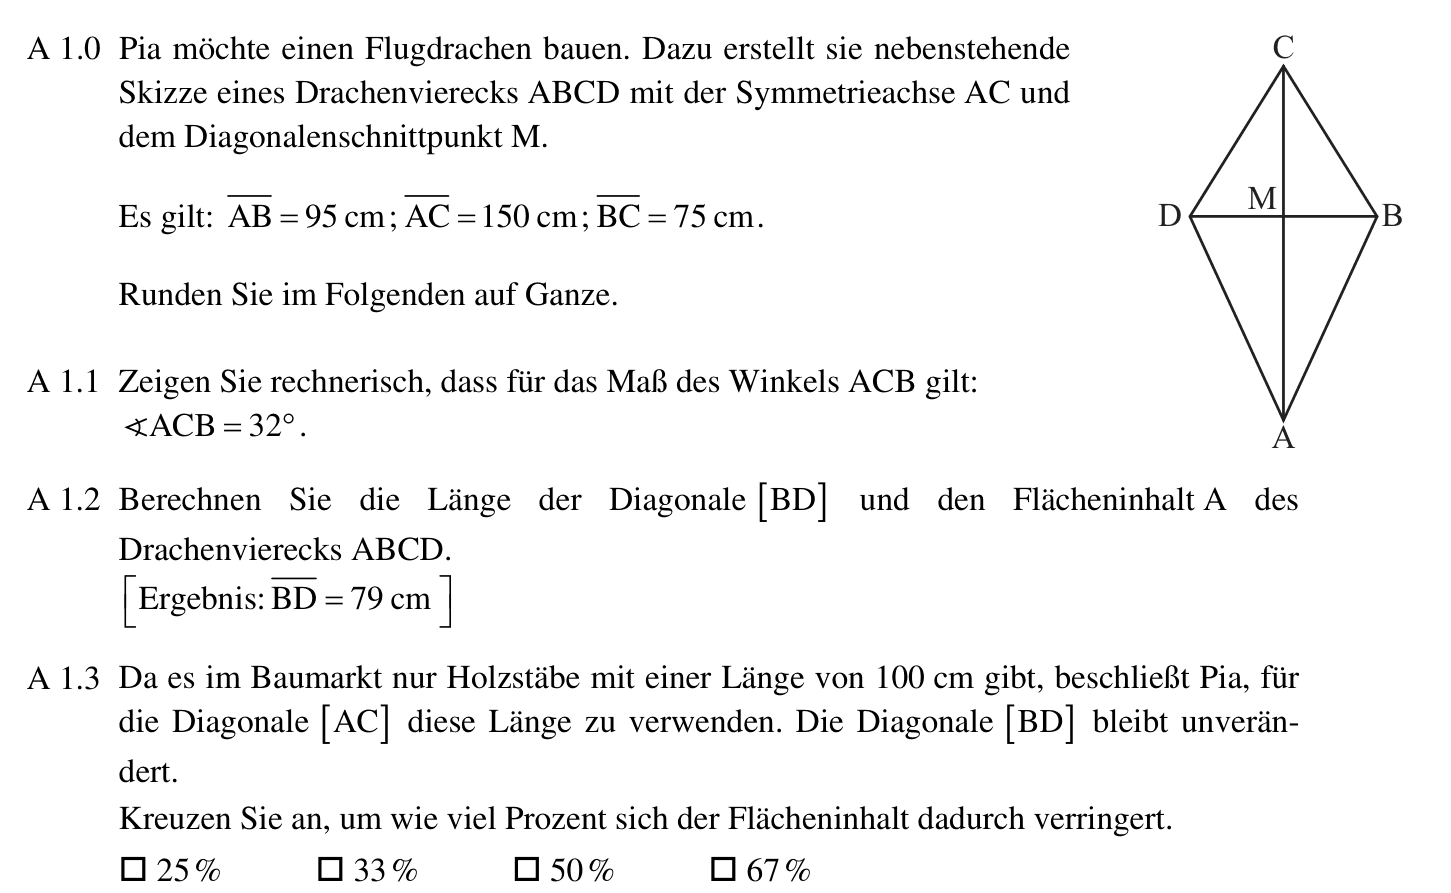 A 1.0 Pia möchte einen Flugdrachen bauen. Dazu erstellt sie nebenstehende
Skizze eines Drachenvierecks ABCD mit der Symmetrieachse AC und
dem Diagonalenschnittpunkt M.
Es gilt: A̅B̅ = 95 cm; A̅C̅ = 150 cm; B̅C̅ = 75 cm.
Runden Sie im Folgenden auf Ganze.
C
M
D
B
A
A 1.1 Zeigen Sie rechnerisch, dass für das Maß des Winkels ACB gilt:
∢ACB = 32°.
A 1.2 Berechnen Sie die Länge der Diagonale [BD] und den Flächeninhalt A des
Drachenvierecks ABCD.
[Ergebnis: B̅D̅ = 79 cm]
A 1.3 Da es im Baumarkt nur Holzstäbe mit einer Länge von 100 cm gibt, beschließt Pia, für
die Diagonale [AC] diese Länge zu verwenden. Die Diagonale [BD] bleibt unverän-
dert.
Kreuzen Sie an, um wie viel Prozent sich der Flächeninhalt dadurch verringert.
☐ 25 % ☐ 33 % ☐ 50 % ☐ 67 %